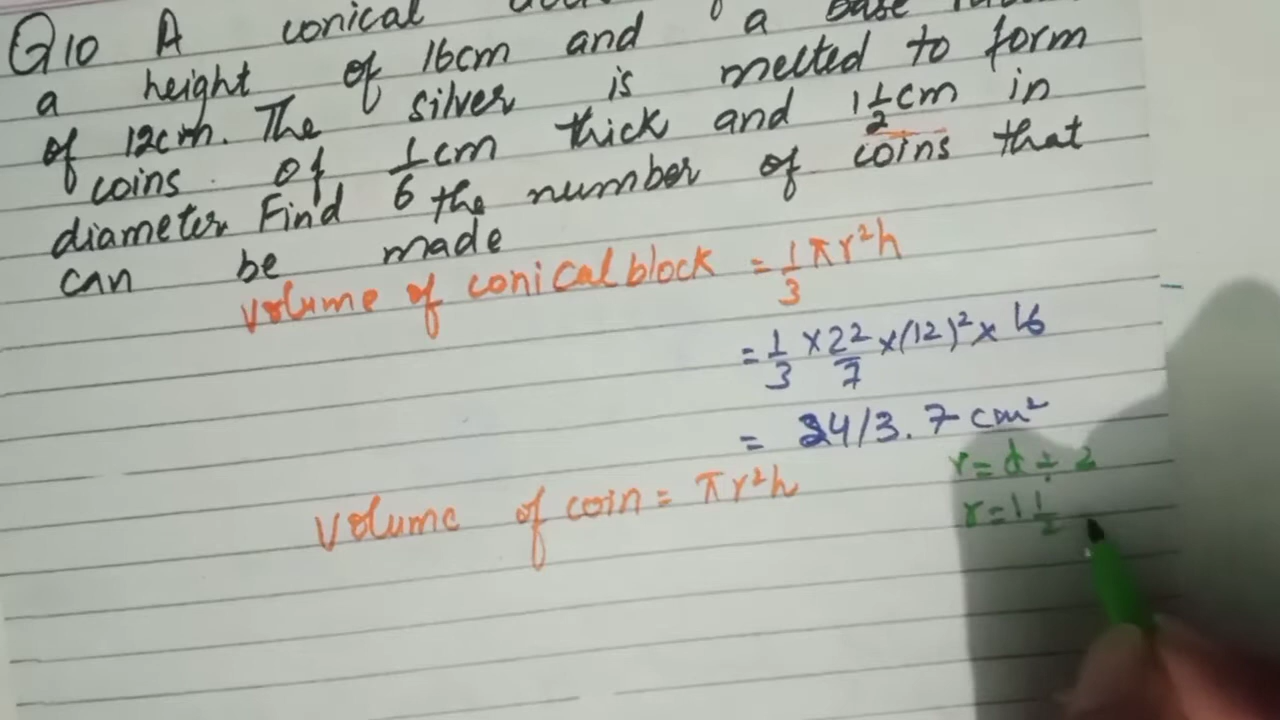 Q10 A conical
a height of 16cm and a base
of 12cm. The silver is melted to form
coins of 1/6 cm thick and 1 1/2 cm in
diameter Find the number of coins that
can be made
volume of conical block = 1/3 πr²h
= 1/3 × 22/7 × (12)² × 16
= 2413.7 cm²
r = d ÷ 2
volume of coin = πr²h
r = 1 1/2